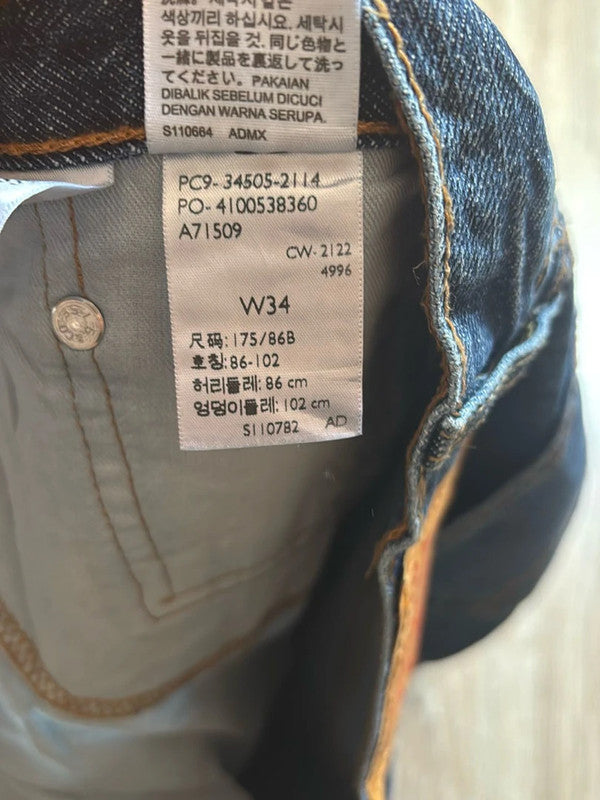 색상끼리 하십시요. 세탁시
옷을 뒤집을 것. 同じ色物と
一緒に製品を裏返して洗っ
てください。 PAKAIAN
DIBALIK SEBELUM DICUCI
DENGAN WARNA SERUPA.
S110664 ADMX
PC9- 34505-2114
PO- 4100538360
A71509
CW- 2122
4996
W34
尺码: 175/86B
호칭: 86-102
허리둘레: 86 cm
엉덩이둘레: 102 cm
S110782 AD